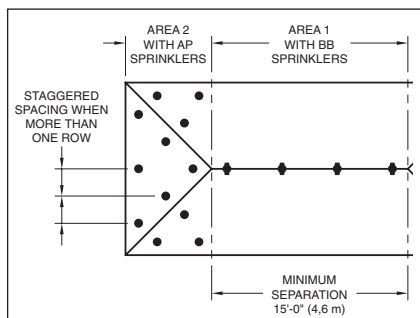 AREA 2
WITH AP
SPRINKLERS
AREA 1
WITH BB
SPRINKLERS
STAGGERED
SPACING WHEN
MORE THAN
ONE ROW
MINIMUM
SEPARATION
15'-0" (4,6 m)